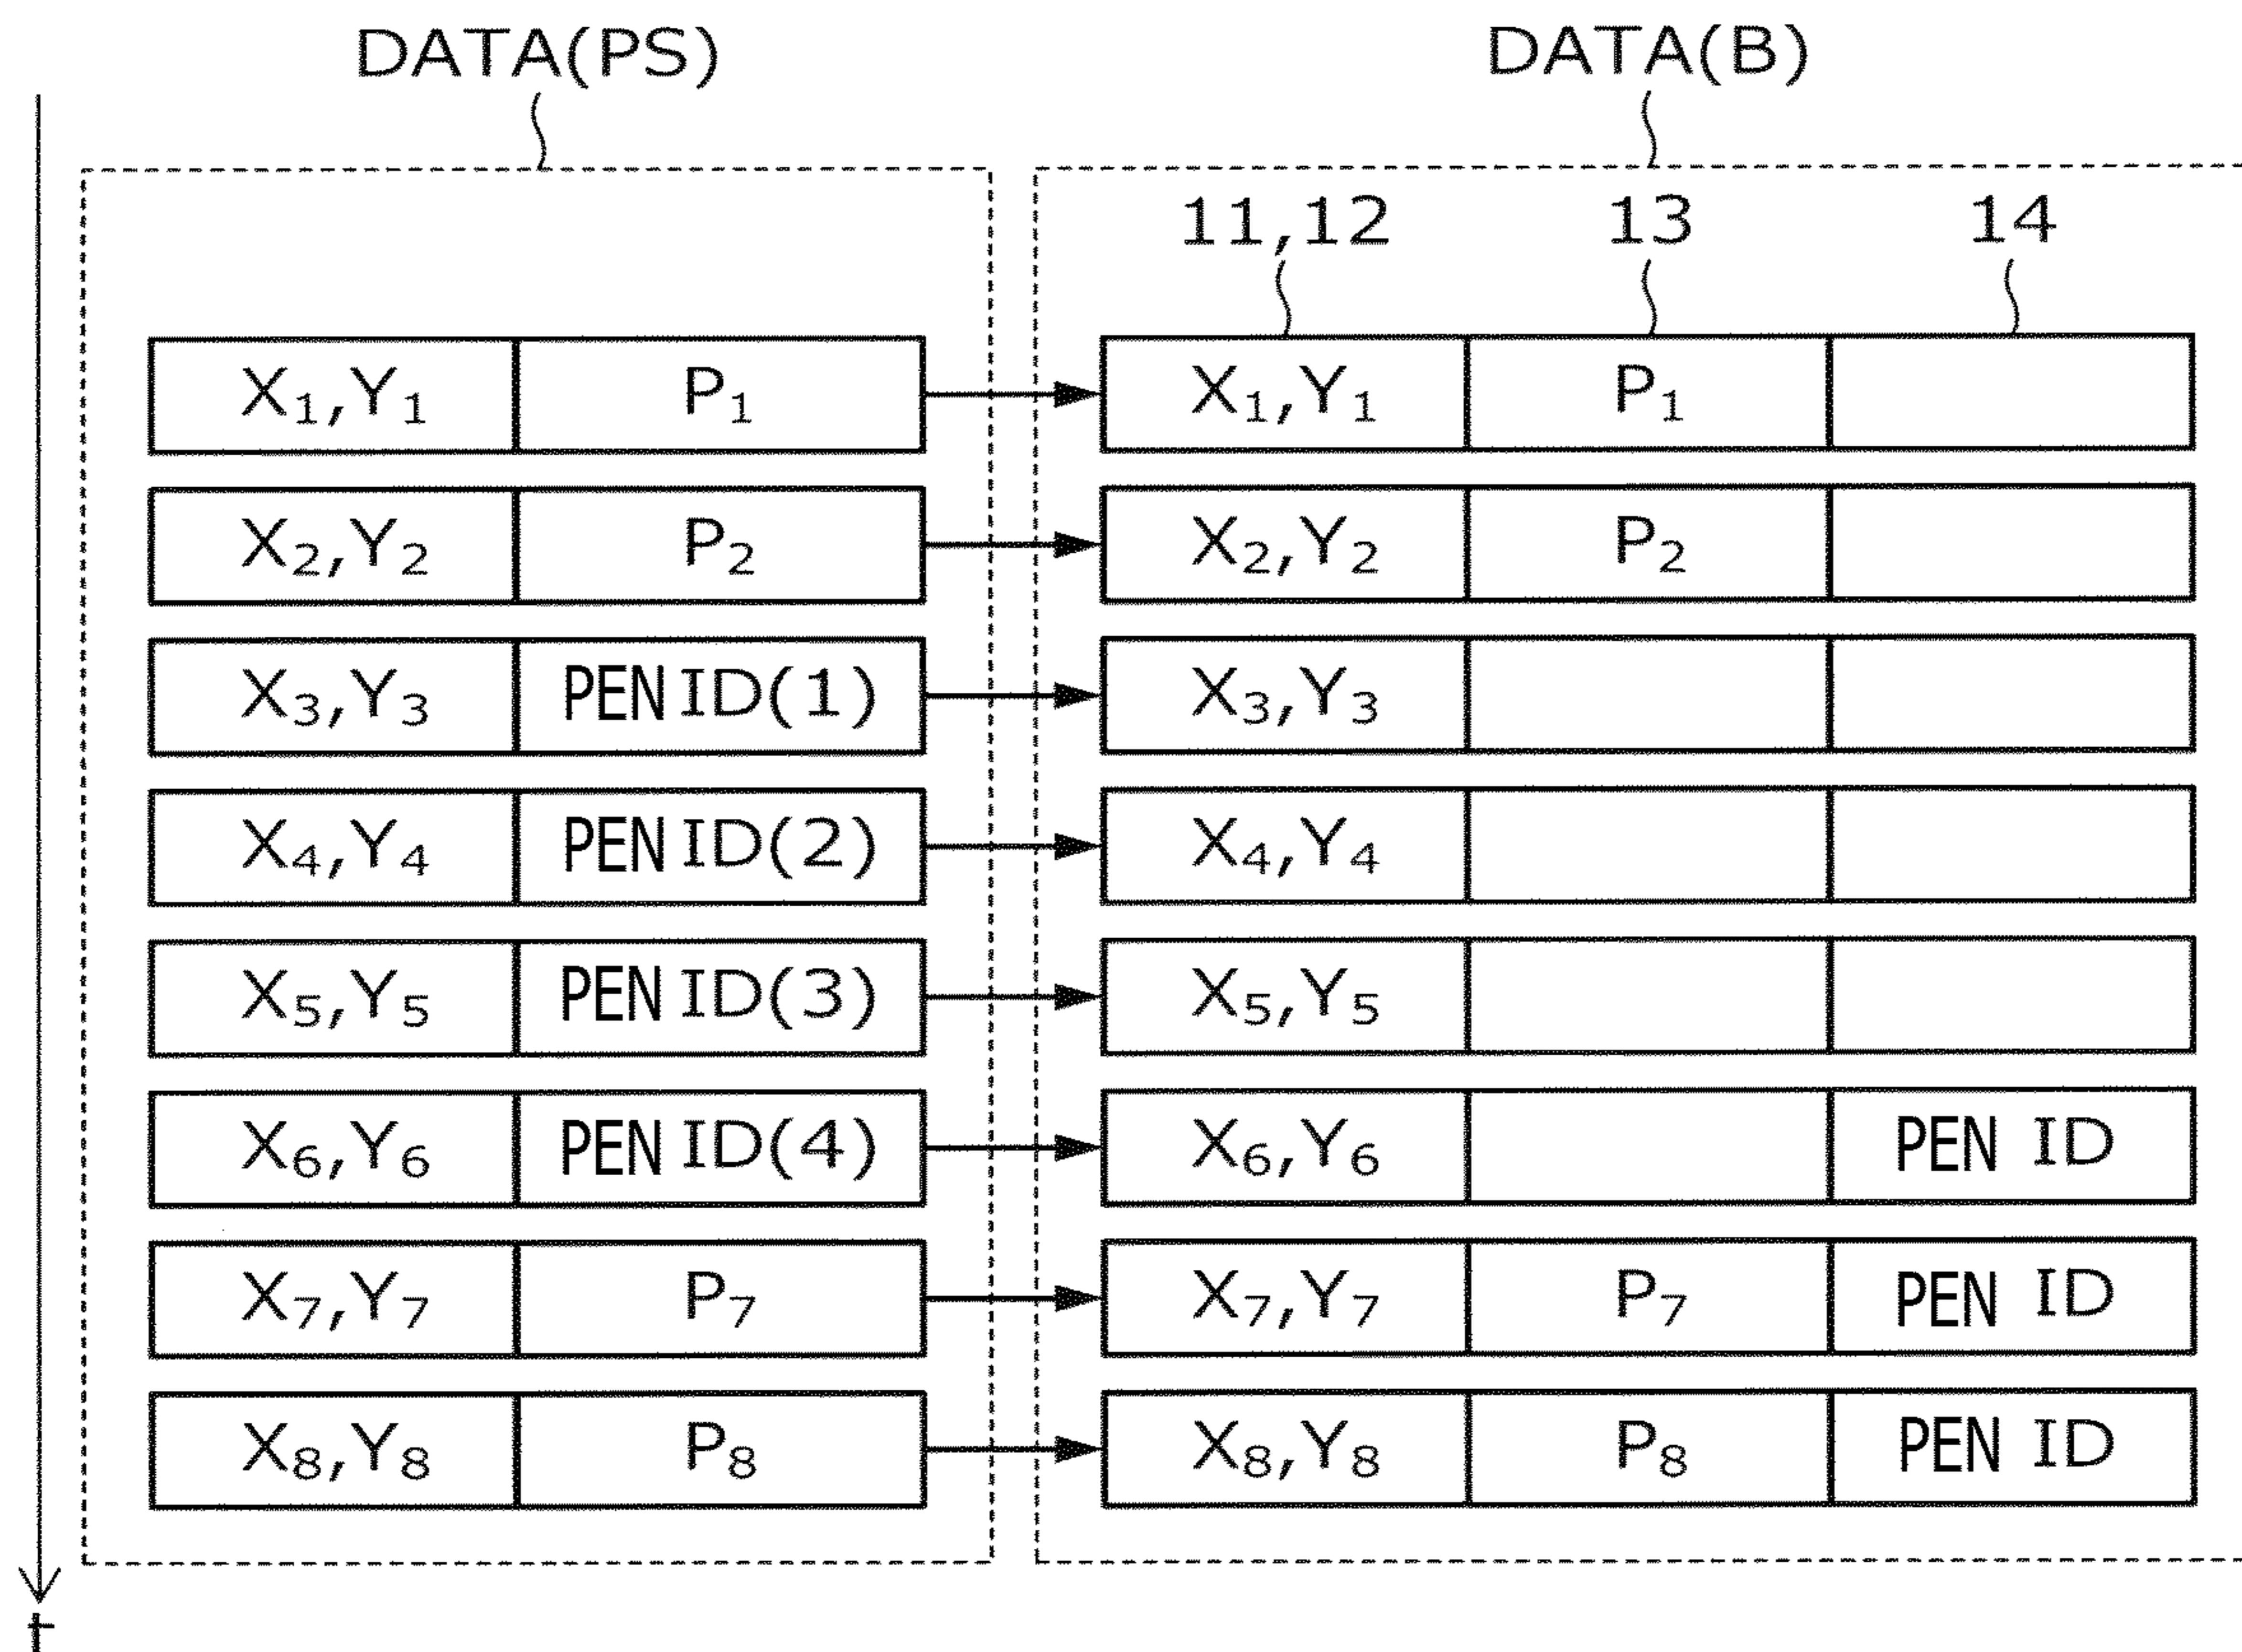 DATA(PS) DATA(B)
11,12 13 14
X₁,Y₁ P₁ X₁,Y₁ P₁
X₂,Y₂ P₂ X₂,Y₂ P₂
X₃,Y₃ PEN ID(1) X₃,Y₃
X₄,Y₄ PEN ID(2) X₄,Y₄
X₅,Y₅ PEN ID(3) X₅,Y₅
X₆,Y₆ PEN ID(4) X₆,Y₆ PEN ID
X₇,Y₇ P₇ X₇,Y₇ P₇ PEN ID
X₈,Y₈ P₈ X₈,Y₈ P₈ PEN ID
t